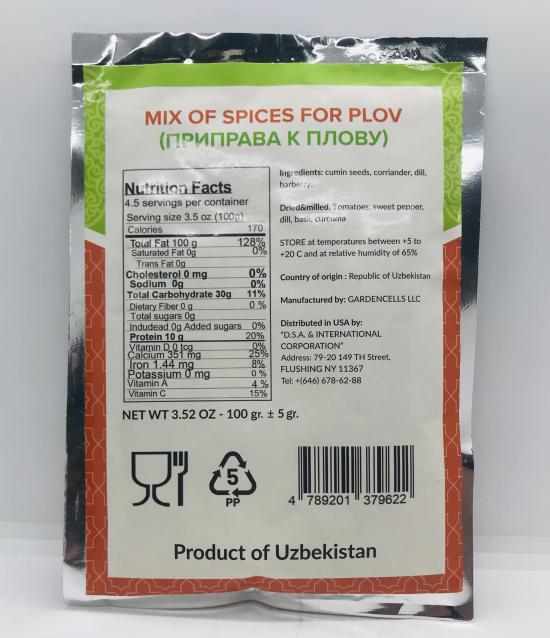 MIX OF SPICES FOR PLOV
(ПРИПРАВА К ПЛОВУ)
Nutrition Facts
4.5 servings per container
Serving size 3.5 oz (100g)
Calories 170
Total Fat 100 g 128%
Saturated Fat 0g 0%
Trans Fat 0g
Cholesterol 0 mg 0%
Sodium 0g 0%
Total Carbohydrate 30g 11%
Dietary Fiber 0 g 0 %
Total sugars 0g
Indudead 0g Added sugars 0%
Protein 10 g 20%
Vitamin D 0 tcg 0%
Calcium 351 mg 25%
Iron 1.44 mg 8%
Potassium 0 mg 0 %
Vitamin A 4 %
Vitamin C 15%
Ingredients: cumin seeds, corriander, dill,
barberry.
Dried&milled: Tomatoes, sweet pepper,
dill, basil, curcuma
STORE at temperatures between +5 to
+20 C and at relative humidity of 65%
Country of origin : Republic of Uzbekistan
Manufactured by: GARDENCELLS LLC
Distributed in USA by:
"D.S.A. & INTERNATIONAL
CORPORATION"
Address: 79-20 149 TH Street,
FLUSHING NY 11367
Tel: +(646) 678-62-88
NET WT 3.52 OZ - 100 gr. ± 5 gr.
5
PP
4 789201 379622
Product of Uzbekistan